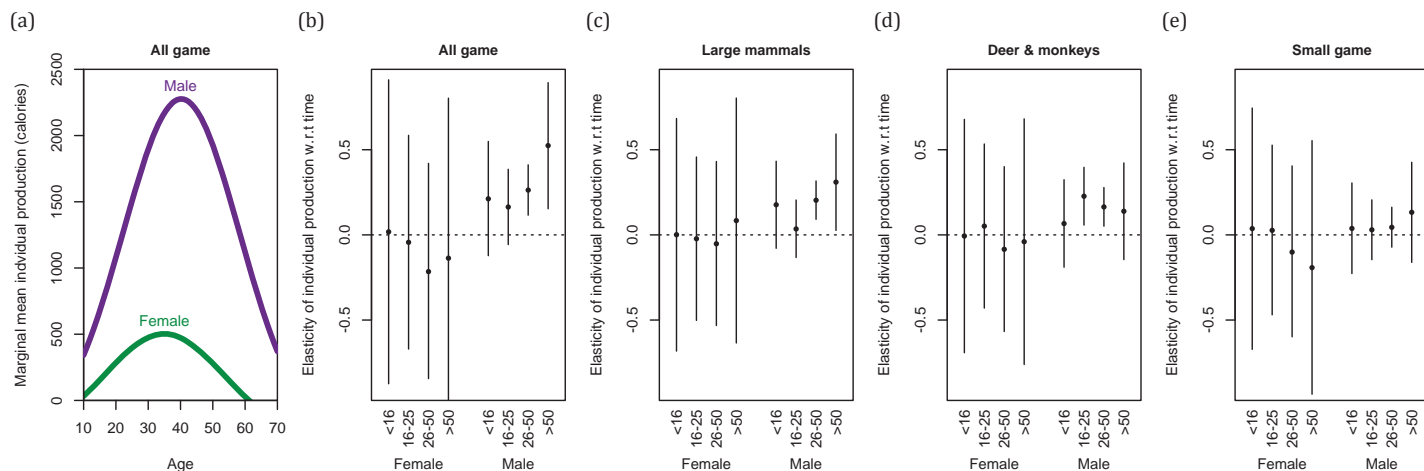 (a)
All game
Marginal mean indvidual production (calories)
2500
2000
1500
1000
500
0
Male
Female
10 20 30 40 50 60 70
Age
(b)
All game
Elasticity of individual production w.r.t time
0.5
0.0
-0.5
<16 16-25 26-50 >50 <16 16-25 26-50 >50
Female Male
(c)
Large mammals
Elasticity of individual production w.r.t time
0.5
0.0
-0.5
<16 16-25 26-50 >50 <16 16-25 26-50 >50
Female Male
(d)
Deer & monkeys
Elasticity of individual production w.r.t time
0.5
0.0
-0.5
<16 16-25 26-50 >50 <16 16-25 26-50 >50
Female Male
(e)
Small game
Elasticity of individual production w.r.t time
0.5
0.0
-0.5
<16 16-25 26-50 >50 <16 16-25 26-50 >50
Female Male